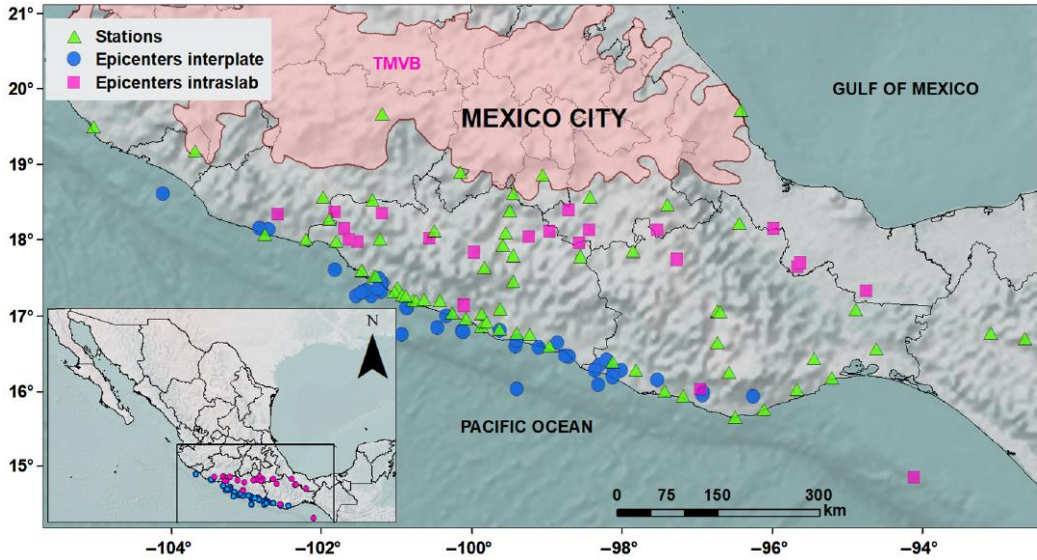 21°
20°
19°
18°
17°
16°
15°
Stations
Epicenters interplate
Epicenters intraslab
TMVB
MEXICO CITY
GULF OF MEXICO
PACIFIC OCEAN
N
0 75 150 300
km
−104° −102° −100° −98° −96° −94°